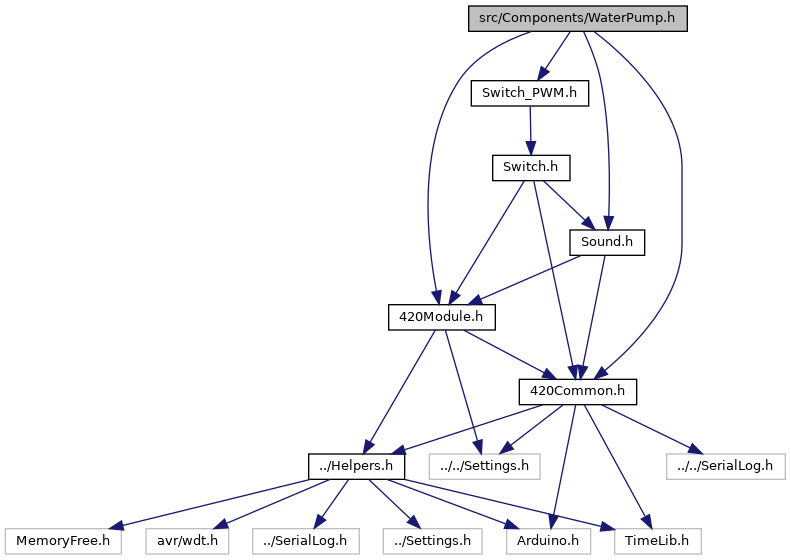 src/Components/WaterPump.h
Switch_PWM.h
Switch.h
Sound.h
420Module.h
420Common.h
../Helpers.h
../../Settings.h
../../SerialLog.h
MemoryFree.h
avr/wdt.h
../SerialLog.h
../Settings.h
Arduino.h
TimeLib.h